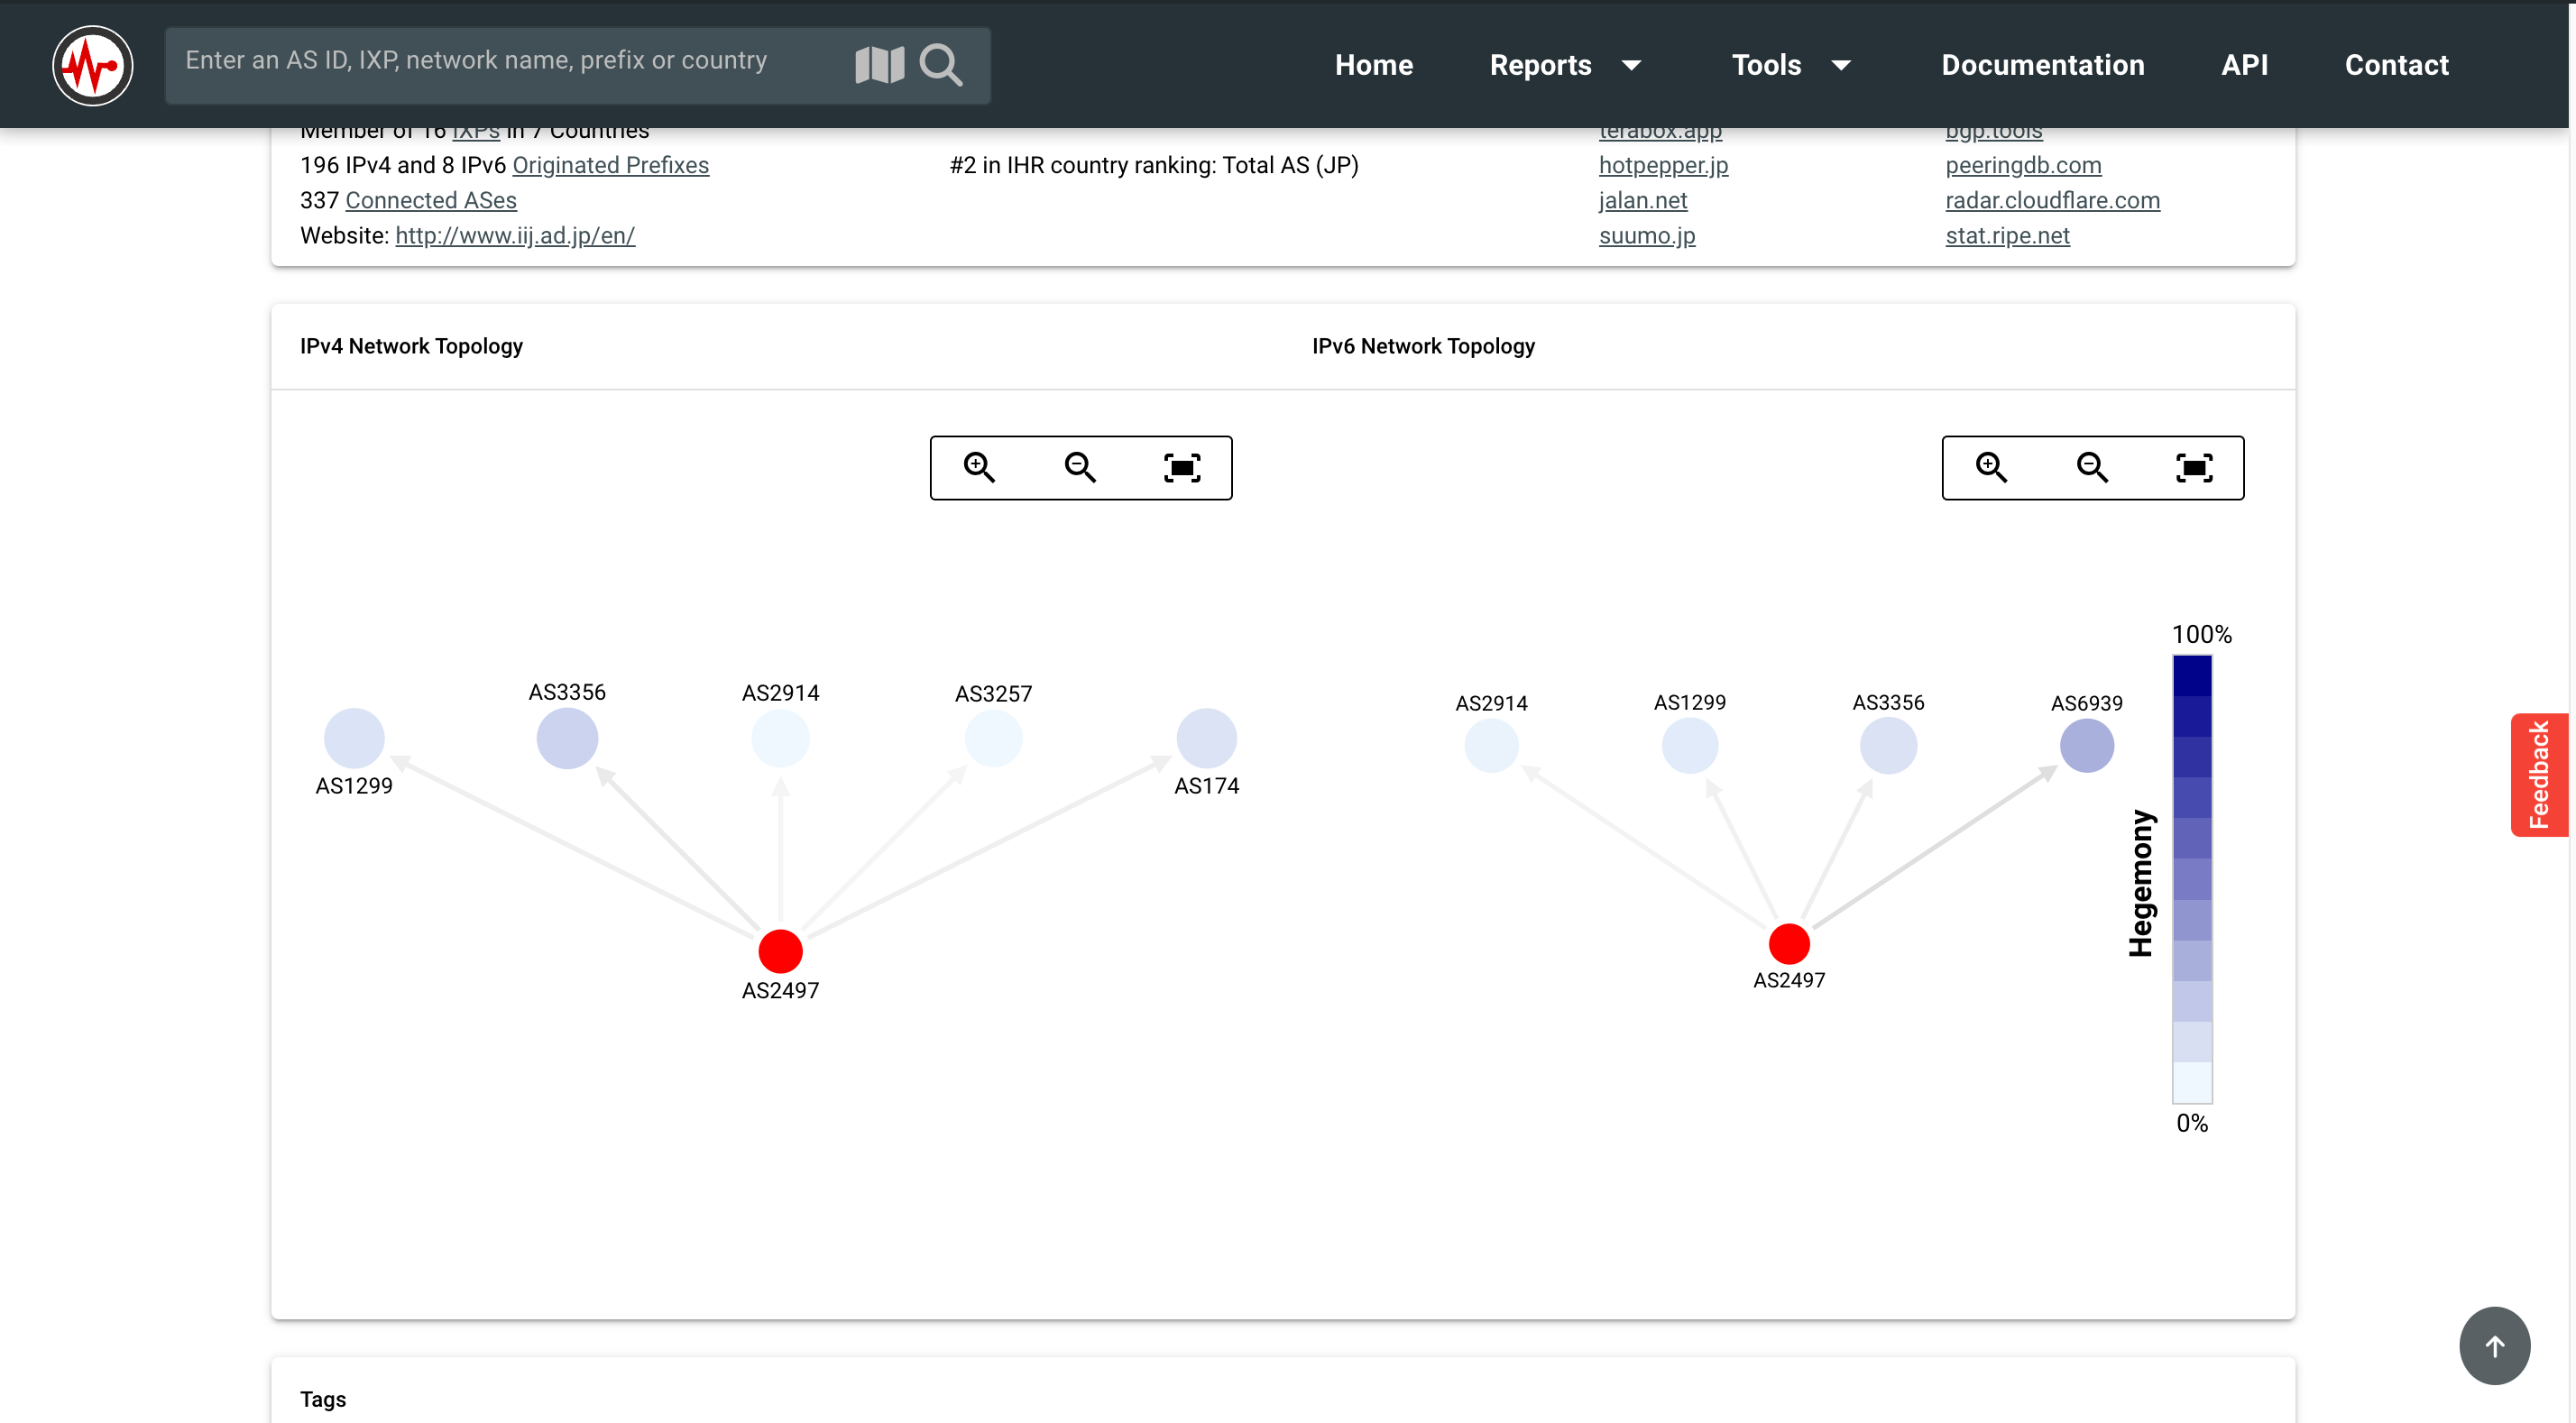 Enter an AS ID, IXP, network name, prefix or country
Home
Reports
Tools
Documentation
API
Contact
Member of 16 IXPs in 7 Countries
196 IPv4 and 8 IPv6 Originated Prefixes
337 Connected ASes
Website: http://www.iij.ad.jp/en/
#2 in IHR country ranking: Total AS (JP)
terabox.app
hotpepper.jp
jalan.net
suumo.jp
bgp.tools
peeringdb.com
radar.cloudflare.com
stat.ripe.net
IPv4 Network Topology
IPv6 Network Topology
AS3356
AS2914
AS3257
AS1299
AS174
AS2497
AS2914
AS1299
AS3356
AS6939
AS2497
100%
Hegemony
0%
Feedback
Tags